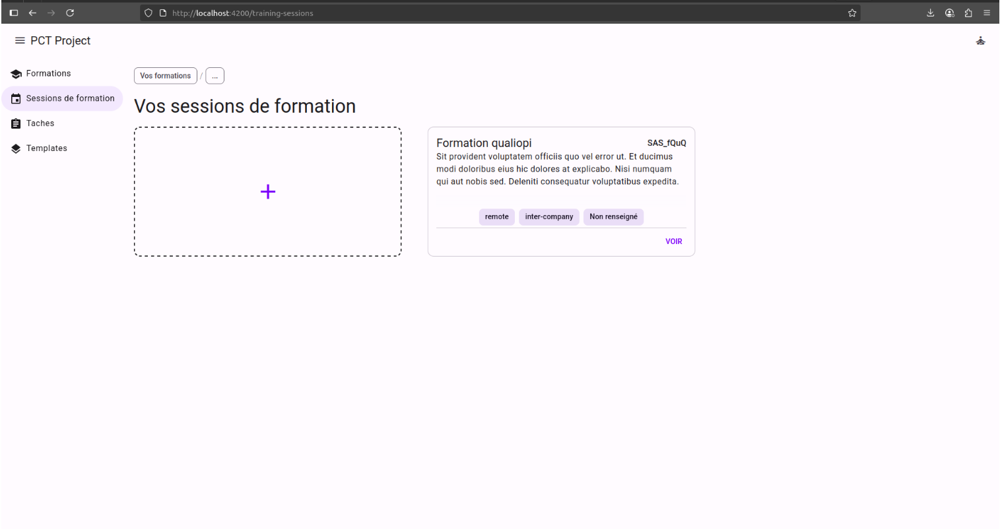 http://localhost:4200/training-sessions
PCT Project
Formations
Sessions de formation
Taches
Templates
Vos formations / ...
Vos sessions de formation
+
Formation qualiopi SAS_fQuQ
Sit provident voluptatem officiis quo vel error ut. Et ducimus
modi doloribus eius hic dolores at explicabo. Nisi numquam
qui aut nobis sed. Deleniti consequatur voluptatibus expedita.
remote inter-company Non renseigné
VOIR